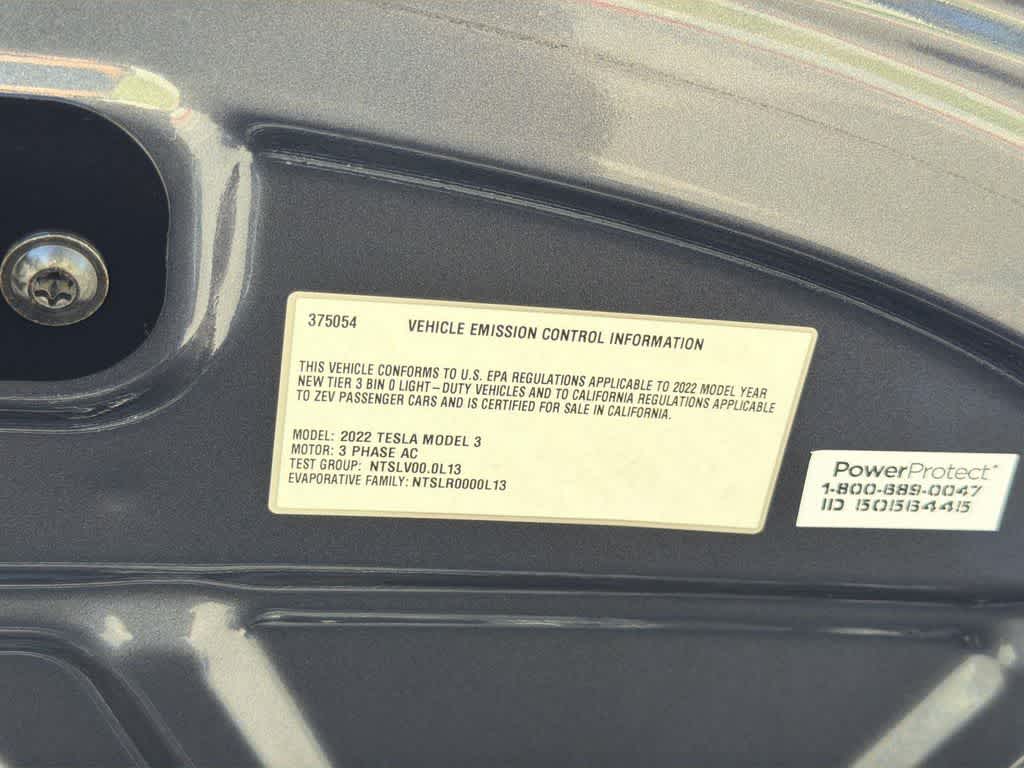 375054
VEHICLE EMISSION CONTROL INFORMATION
THIS VEHICLE CONFORMS TO U.S. EPA REGULATIONS APPLICABLE TO 2022 MODEL YEAR
NEW TIER 3 BIN 0 LIGHT-DUTY VEHICLES AND TO CALIFORNIA REGULATIONS APPLICABLE
TO ZEV PASSENGER CARS AND IS CERTIFIED FOR SALE IN CALIFORNIA.
MODEL: 2022 TESLA MODEL 3
MOTOR: 3 PHASE AC
TEST GROUP: NTSLV00.0L13
EVAPORATIVE FAMILY: NTSLR0000L13
PowerProtect
1-800-889-0047